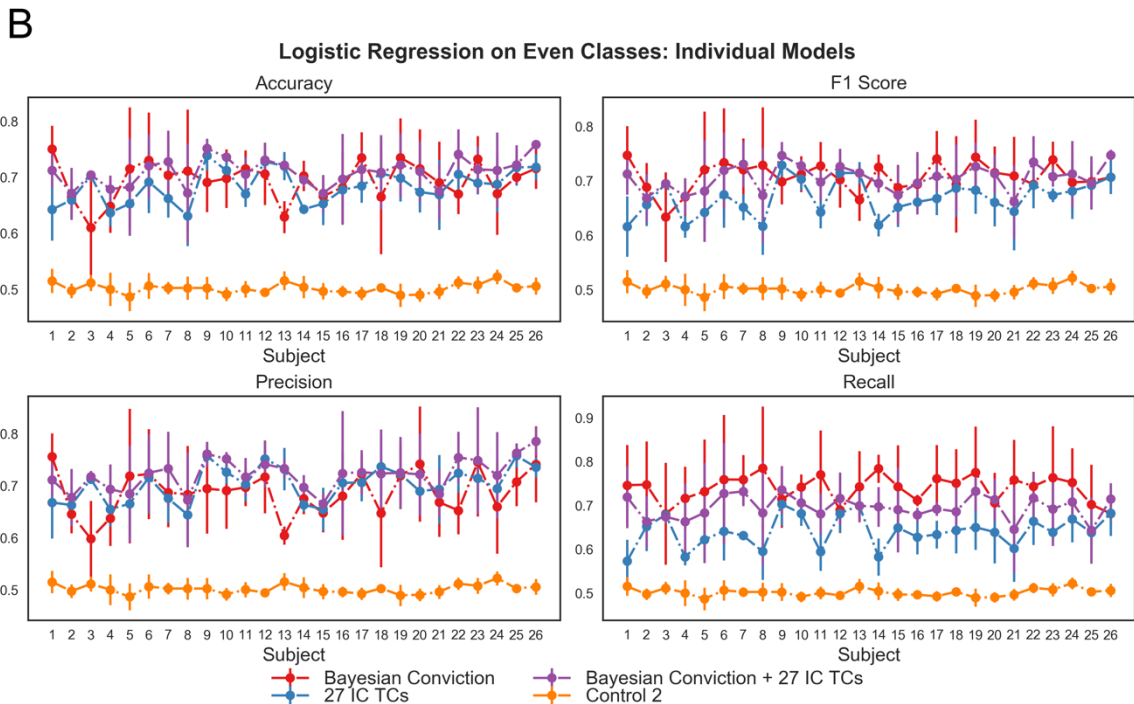 B
Logistic Regression on Even Classes: Individual Models
Accuracy
F1 Score
0.8
0.7
0.6
0.5
0.8
0.7
0.6
0.5
1 2 3 4 5 6 7 8 9 10 11 12 13 14 15 16 17 18 19 20 21 22 23 24 25 26
1 2 3 4 5 6 7 8 9 10 11 12 13 14 15 16 17 18 19 20 21 22 23 24 25 26
Subject
Subject
Precision
Recall
0.8
0.7
0.6
0.5
0.9
0.8
0.7
0.6
0.5
1 2 3 4 5 6 7 8 9 10 11 12 13 14 15 16 17 18 19 20 21 22 23 24 25 26
1 2 3 4 5 6 7 8 9 10 11 12 13 14 15 16 17 18 19 20 21 22 23 24 25 26
Subject
Subject
Bayesian Conviction
27 IC TCs
Bayesian Conviction + 27 IC TCs
Control 2